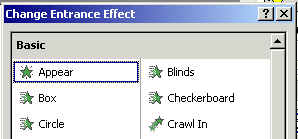 Change Entrance Effect
Basic
Appear Blinds
Box Checkerboard
Circle Crawl In